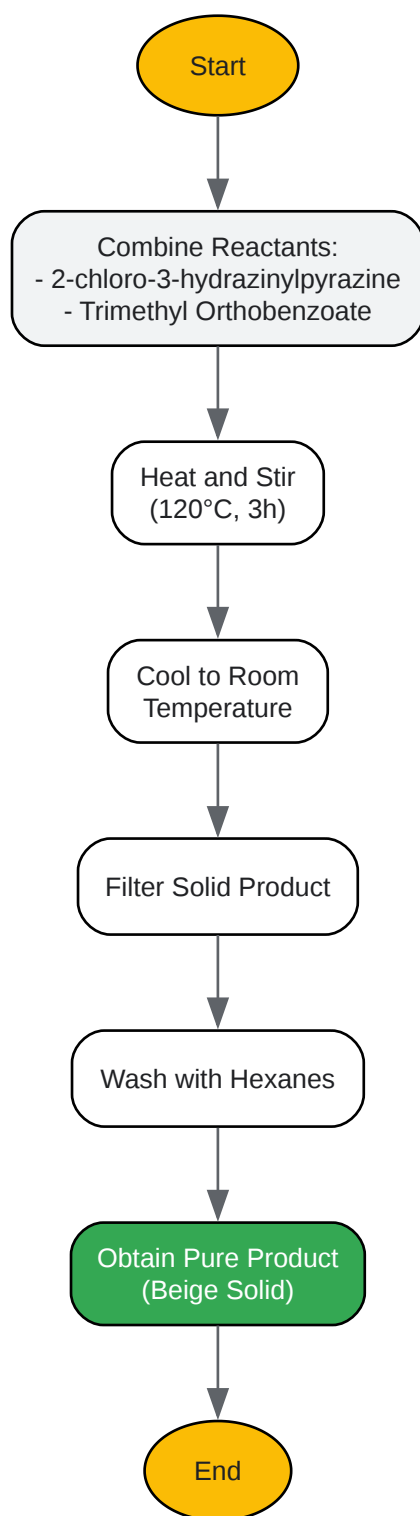 Start
Combine Reactants:
- 2-chloro-3-hydrazinylpyrazine
- Trimethyl Orthobenzoate
Heat and Stir
(120°C, 3h)
Cool to Room
Temperature
Filter Solid Product
Wash with Hexanes
Obtain Pure Product
(Beige Solid)
End